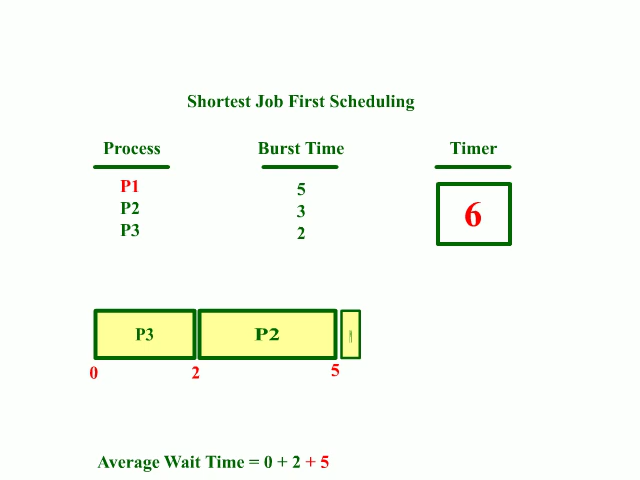 Shortest Job First Scheduling
Process Burst Time Timer
P1 5
P2 3
P3 2
6
P3 P2
0 2 5
Average Wait Time = 0 + 2 + 5